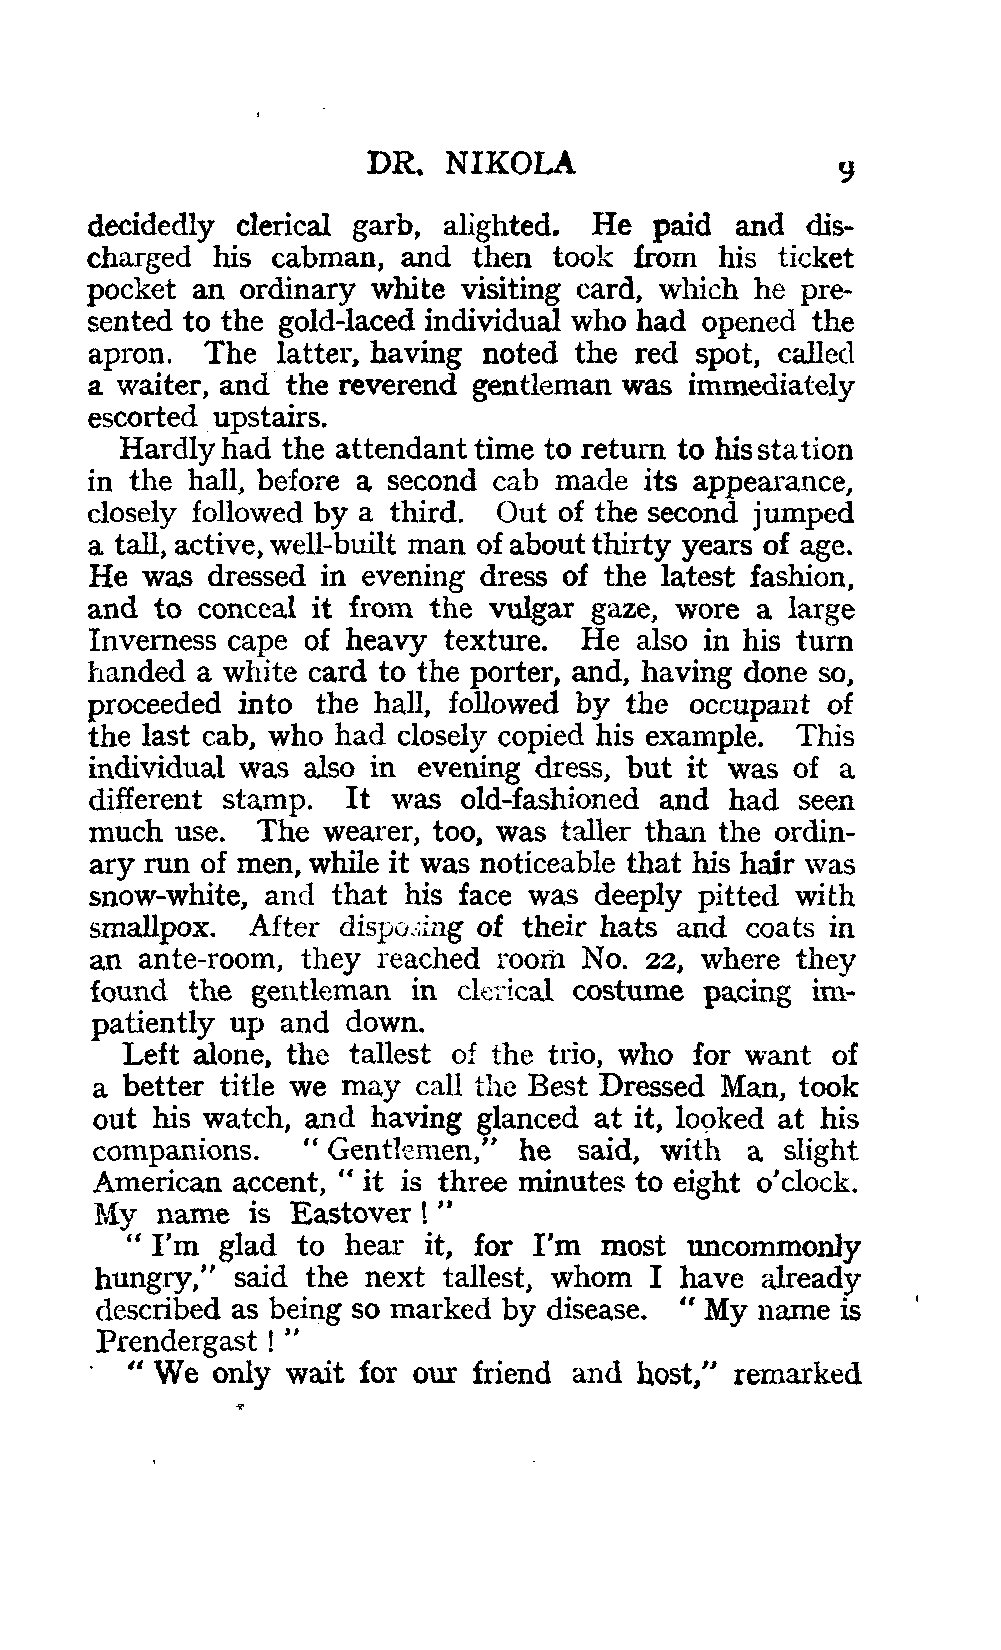 DR. NIKOLA 9
decidedly clerical garb, alighted. He paid and dis-
charged his cabman, and then took from his ticket
pocket an ordinary white visiting card, which he pre-
sented to the gold-laced individual who had opened the
apron. The latter, having noted the red spot, called
a waiter, and the reverend gentleman was immediately
escorted upstairs.
Hardly had the attendant time to return to his station
in the hall, before a second cab made its appearance,
closely followed by a third. Out of the second jumped
a tall, active, well-built man of about thirty years of age.
He was dressed in evening dress of the latest fashion,
and to conceal it from the vulgar gaze, wore a large
Inverness cape of heavy texture. He also in his turn
handed a white card to the porter, and, having done so,
proceeded into the hall, followed by the occupant of
the last cab, who had closely copied his example. This
individual was also in evening dress, but it was of a
different stamp. It was old-fashioned and had seen
much use. The wearer, too, was taller than the ordin-
ary run of men, while it was noticeable that his hair was
snow-white, and that his face was deeply pitted with
smallpox. After disposing of their hats and coats in
an ante-room, they reached room No. 22, where they
found the gentleman in clerical costume pacing im-
patiently up and down.
Left alone, the tallest of the trio, who for want of
a better title we may call the Best Dressed Man, took
out his watch, and having glanced at it, looked at his
companions. "Gentlemen," he said, with a slight
American accent, "it is three minutes to eight o'clock.
My name is Eastover!"
"I'm glad to hear it, for I'm most uncommonly
hungry," said the next tallest, whom I have already
described as being so marked by disease. "My name is
Prendergast!"
"We only wait for our friend and host," remarked